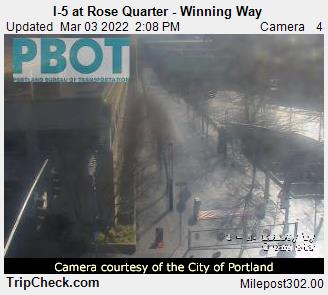 I-5 at Rose Quarter - Winning Way
Updated Mar 03 2022 2:08 PM Camera 4
PBOT
PORTLAND BUREAU OF TRANSPORTATION
Camera courtesy of the City of Portland
TripCheck.com Milepost302.00